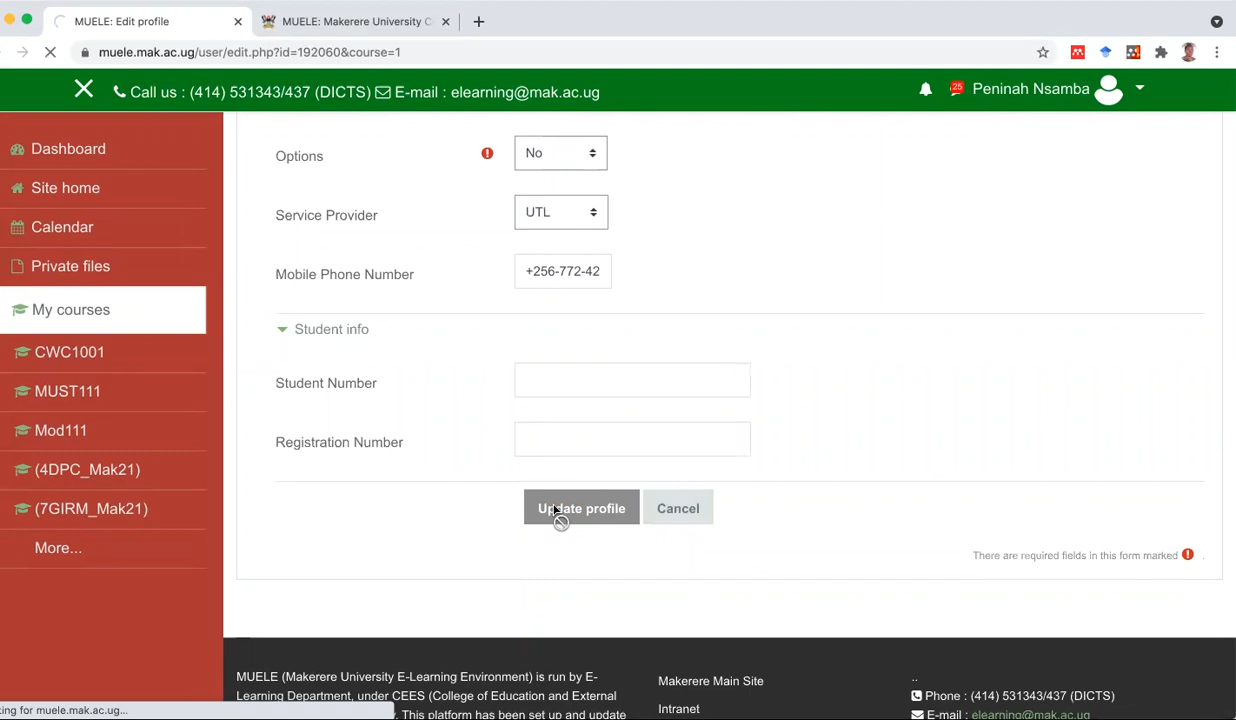 MUELE: Edit profile
MUELE: Makerere University
muele.mak.ac.ug/user/edit.php?id=192060&course=1
Call us : (414) 531343/437 (DICTS) E-mail : elearning@mak.ac.ug
25
Peninah Nsamba
Dashboard
Site home
Calendar
Private files
My courses
CWC1001
MUST111
Mod111
(4DPC_Mak21)
(7GIRM_Mak21)
More...
Options
No
Service Provider
UTL
Mobile Phone Number
+256-772-42
Student info
Student Number
Registration Number
Update profile
Cancel
There are required fields in this form marked
.
MUELE (Makerere University E-Learning Environment) is run by E-
Learning Department, under CEES (College of Education and External
This platform has been set up and update
Makerere Main Site
Intranet
..
Phone : (414) 531343/437 (DICTS)
E-mail : elearning@mak.ac.ug
ting for muele.mak.ac.ug...